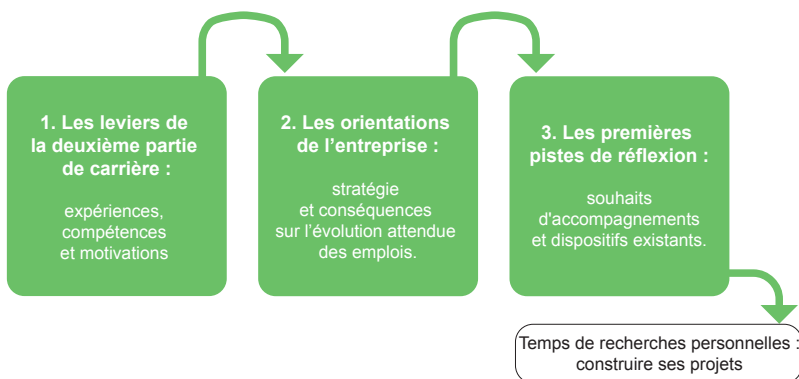 1. Les leviers de
la deuxième partie
de carrière :
expériences,
compétences
et motivations
2. Les orientations
de l’entreprise :
stratégie
et conséquences
sur l’évolution attendue
des emplois.
3. Les premières
pistes de réflexion :
souhaits
d'accompagnements
et dispositifs existants.
Temps de recherches personnelles :
construire ses projets